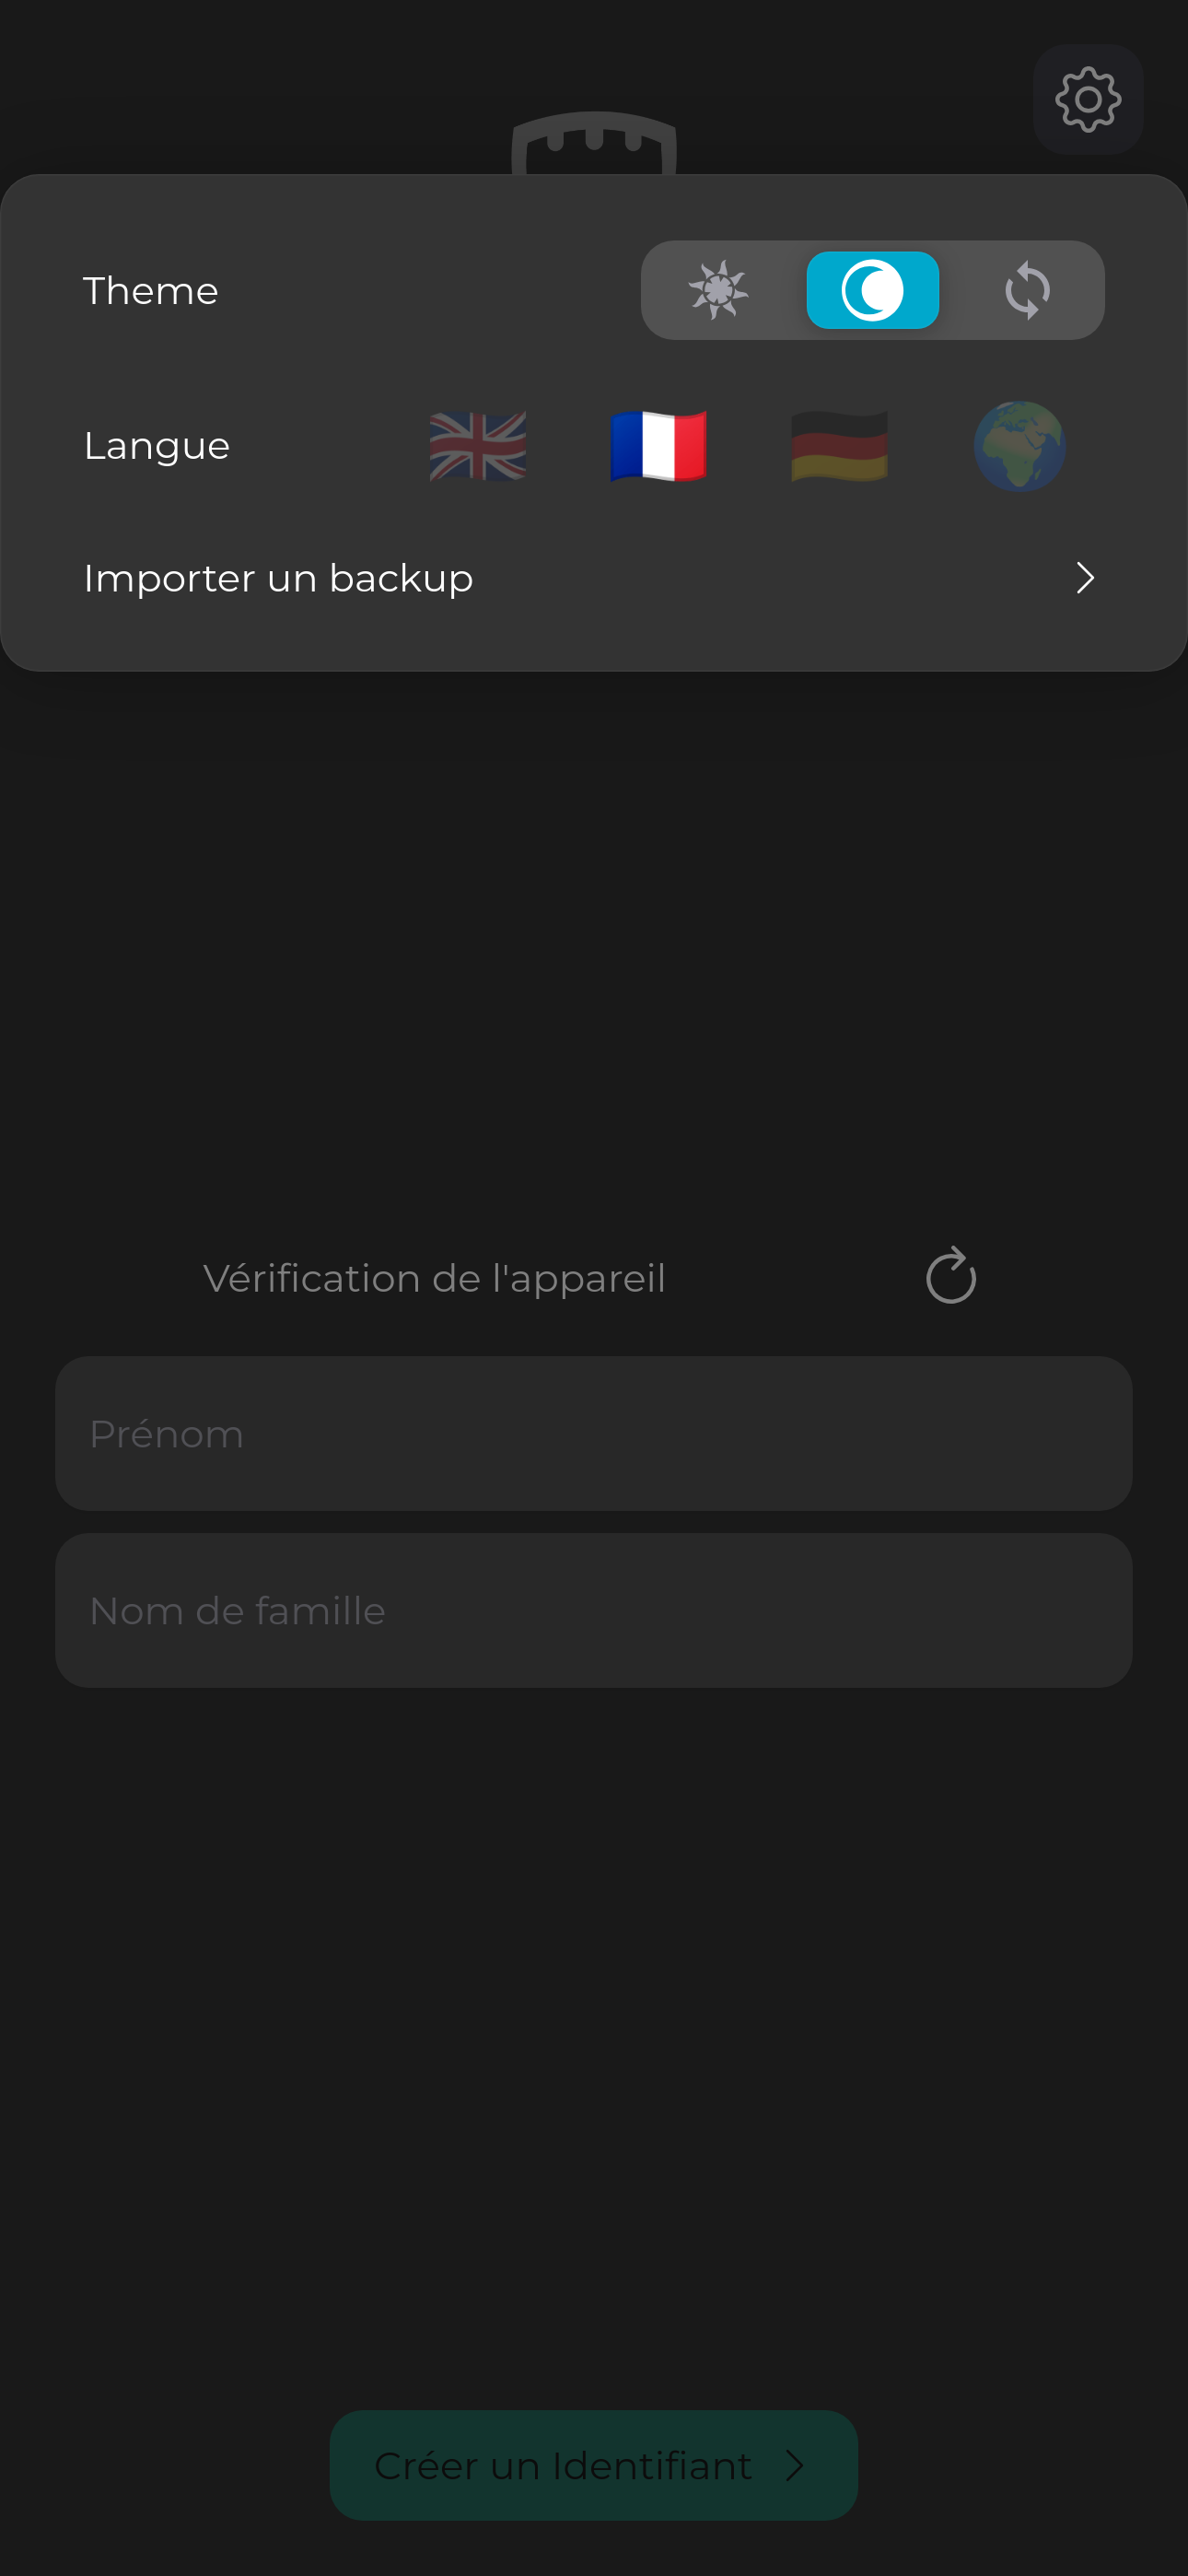 Theme
Langue
Importer un backup
Vérification de l'appareil
Prénom
Nom de famille
Créer un Identifiant